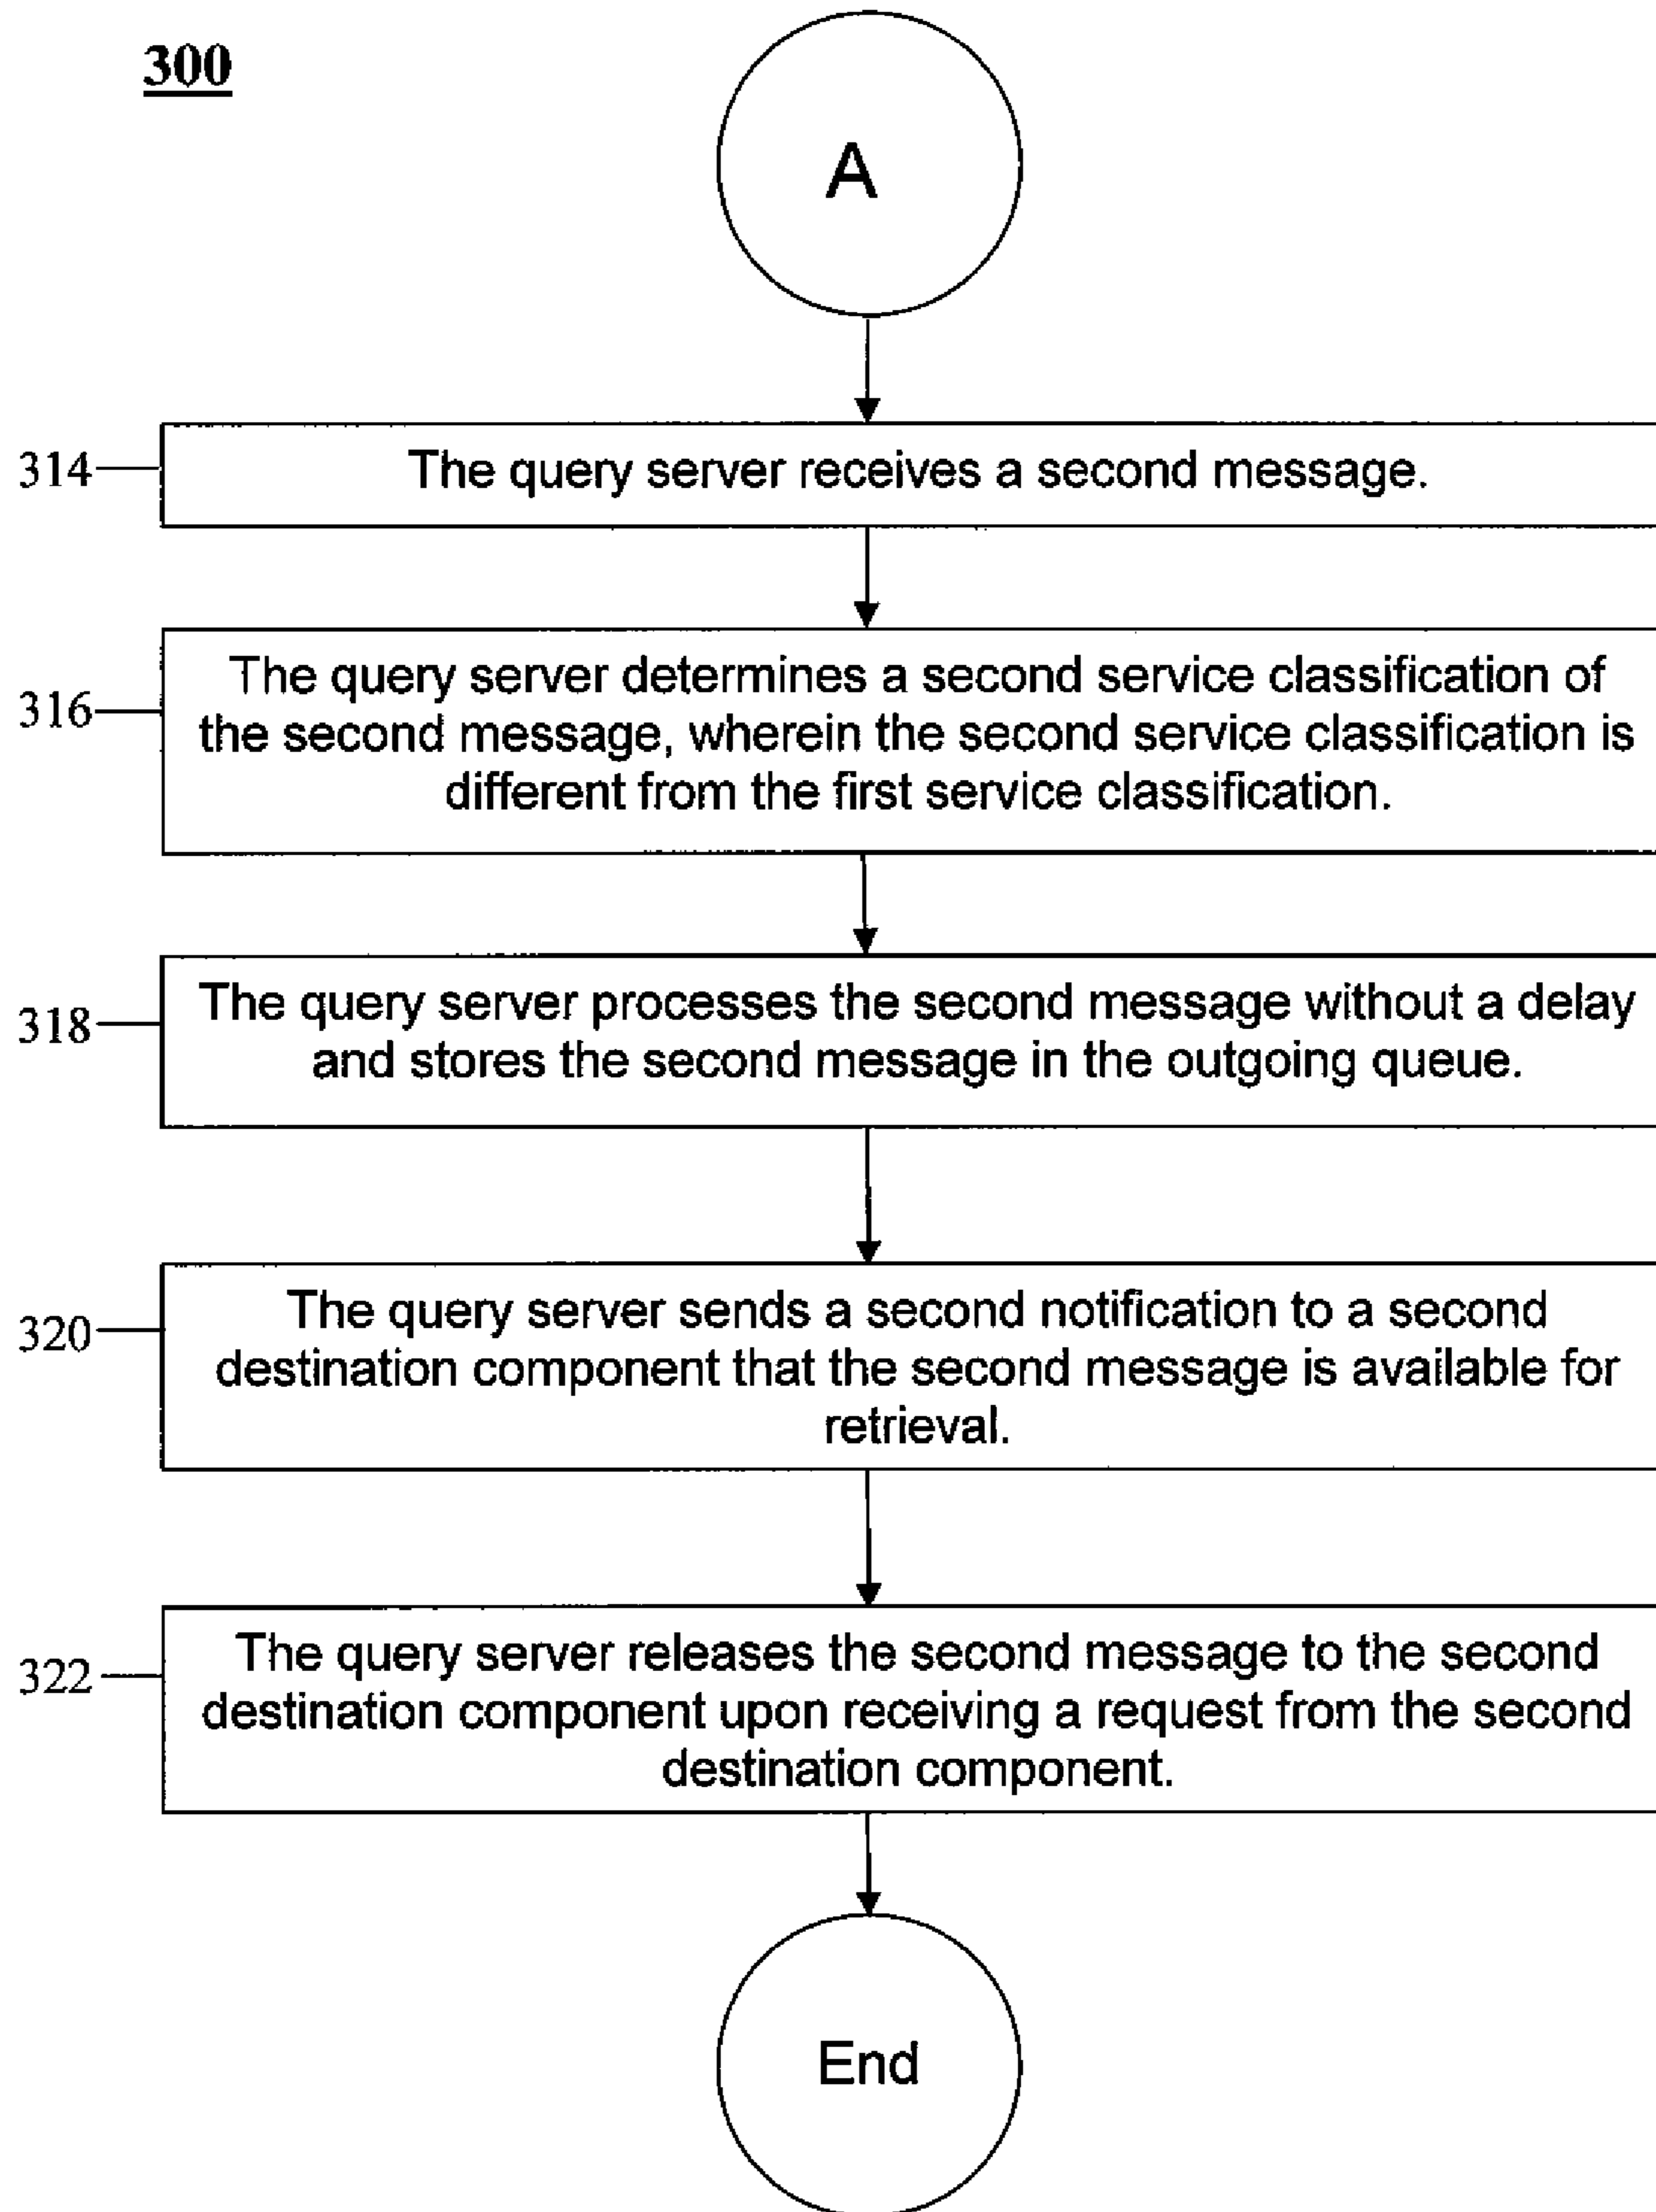 300
A
314
The query server receives a second message.
316
The query server determines a second service classification of
the second message, wherein the second service classification is
different from the first service classification.
318
The query server processes the second message without a delay
and stores the second message in the outgoing queue.
320
The query server sends a second notification to a second
destination component that the second message is available for
retrieval.
322
The query server releases the second message to the second
destination component upon receiving a request from the second
destination component.
End